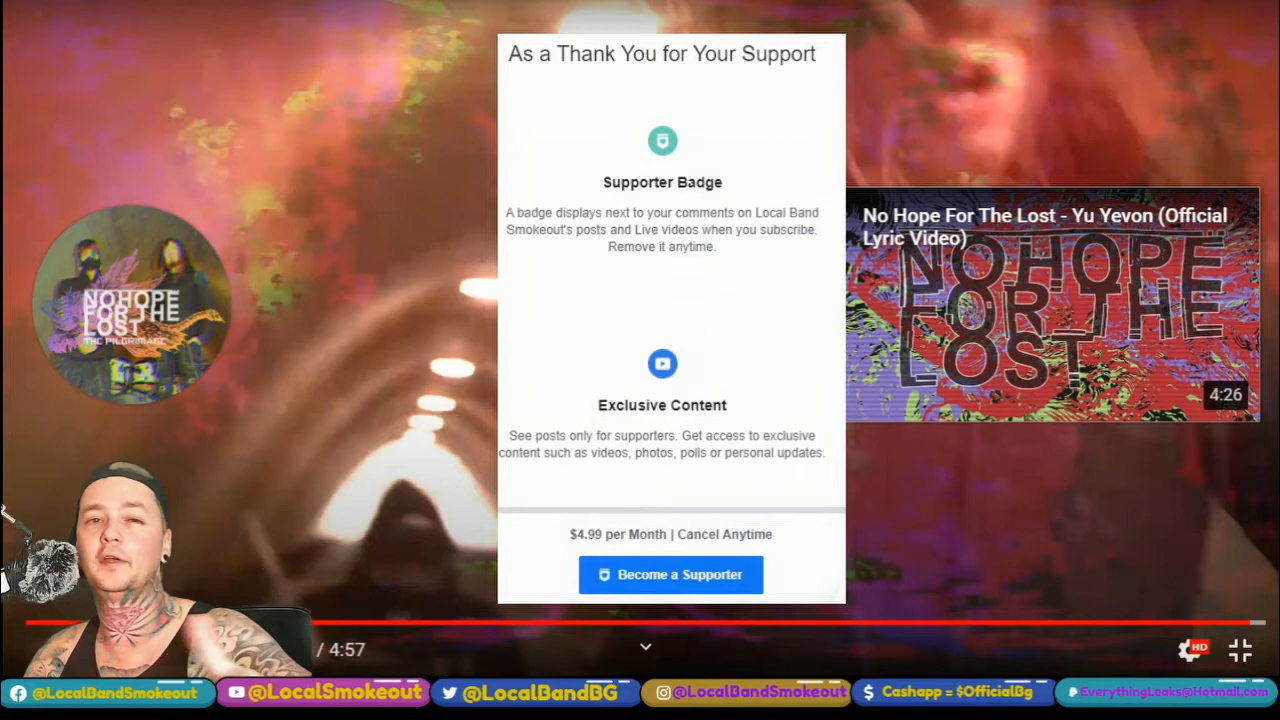 As a Thank You for Your Support
Supporter Badge
A badge displays next to your comments on Local Band
Smokeout's posts and Live videos when you subscribe.
Remove it anytime.
Exclusive Content
See posts only for supporters. Get access to exclusive
content such as videos, photos, polls or personal updates.
$4.99 per Month | Cancel Anytime
Become a Supporter
NOHOPE
FOR THE
LOST
THE PILGRIMAGE
No Hope For The Lost - Yu Yevon (Official
Lyric Video)
NOHOPE
FOR THE
LOST
4:26
/ 4:57
HD
@LocalBandSmokeout
@LocalSmokeout
@LocalBandBG
@LocalBandSmokeout
$ Cashapp = $OfficialBg
EverythingLeaks@Hotmail.com